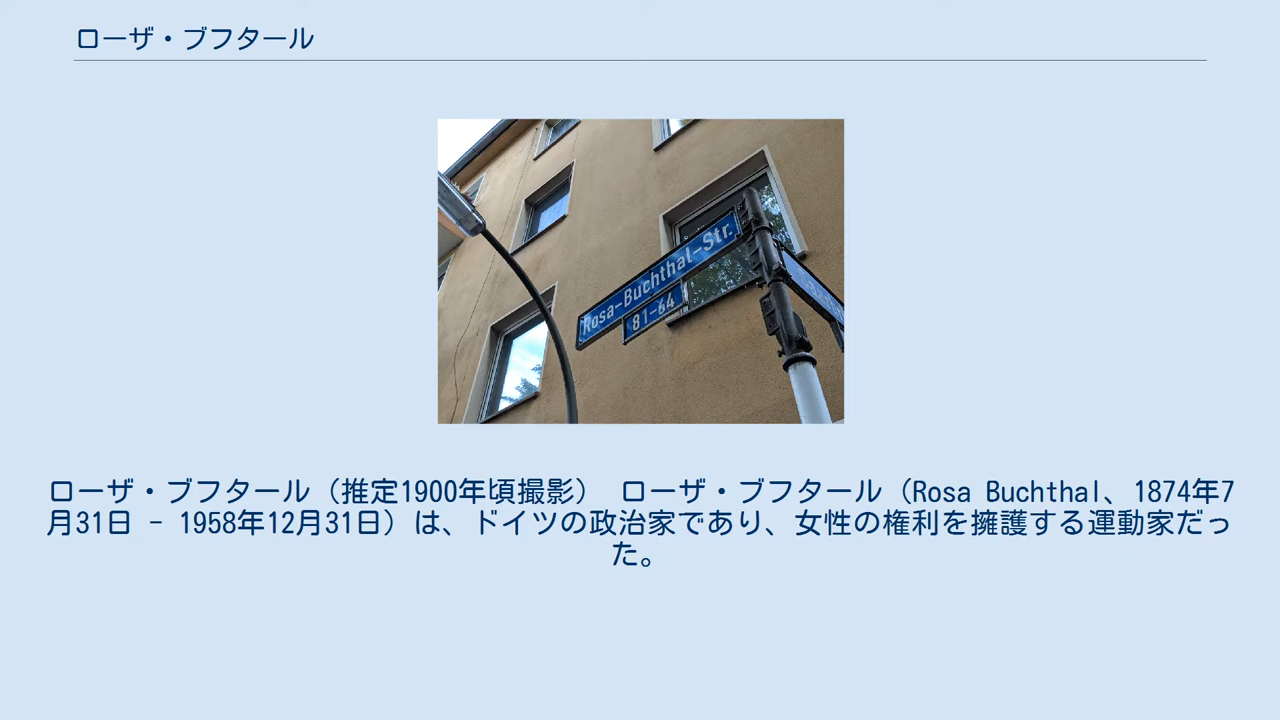 ローザ・ブフタール
Rosa-Buchthal-Str.
81-64
ローザ・ブフタール（推定1900年頃撮影）　ローザ・ブフタール（Rosa Buchthal、1874年7
月31日 - 1958年12月31日）は、ドイツの政治家であり、女性の権利を擁護する運動家だっ
た。